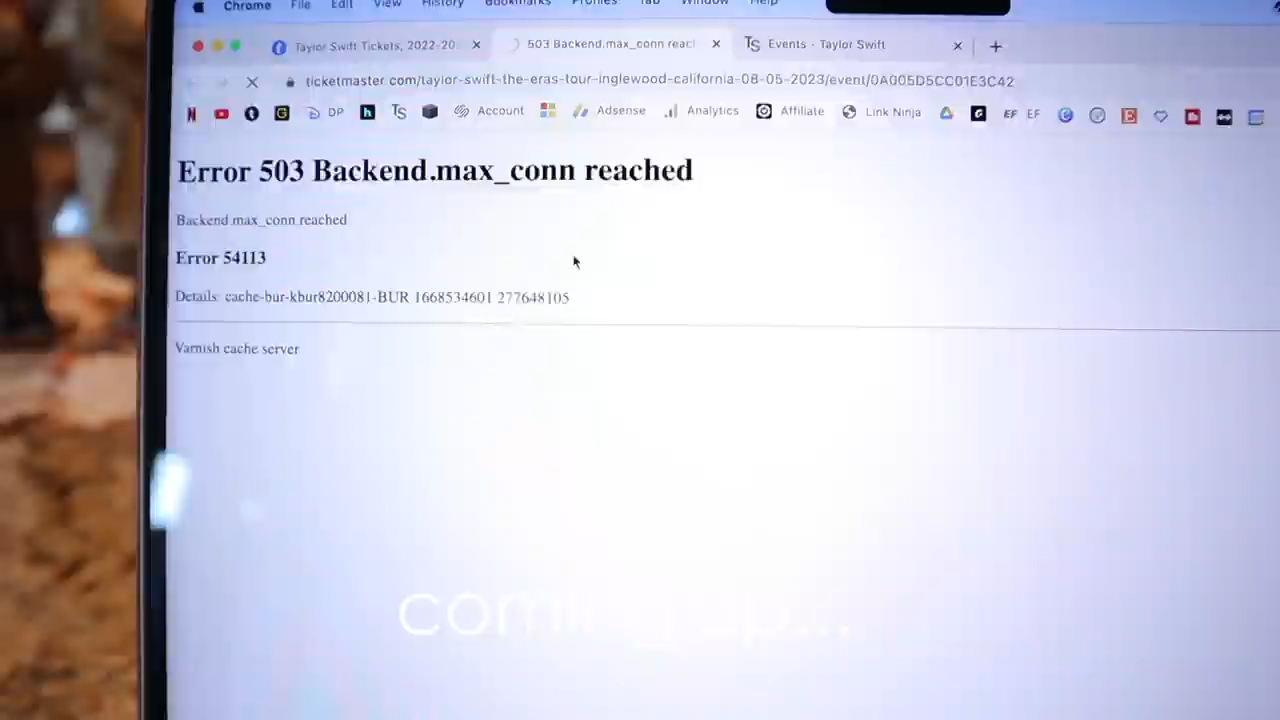 Chrome File Edit View History Bookmarks Profiles Tab Window Help
Taylor Swift Tickets, 2022-20 503 Backend.max_conn reac Events - Taylor Swift
ticketmaster.com/taylor-swift-the-eras-tour-inglewood-california-08-05-2023/event/0A005D5CC01E3C42
DP h TS Account Adsense Analytics Affiliate Link Ninja EF EF
Error 503 Backend.max_conn reached
Backend.max_conn reached
Error 54113
Details: cache-bur-kbur8200081-BUR 1668534601 277648105
Varnish cache server
coming up...